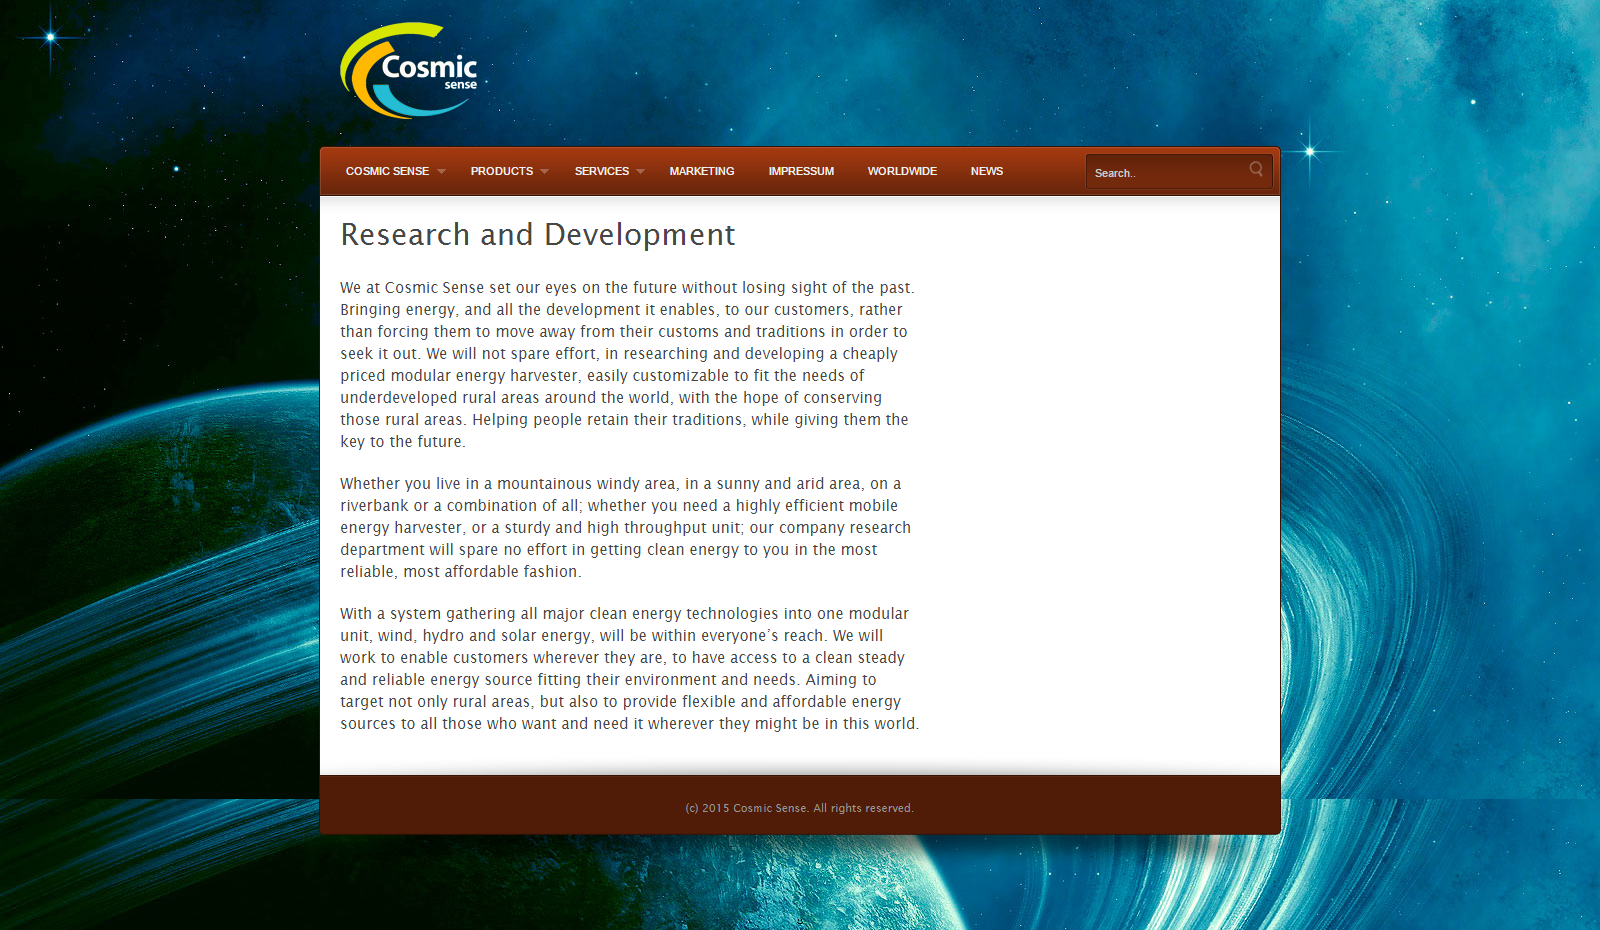 Cosmic
sense
COSMIC SENSE PRODUCTS SERVICES MARKETING IMPRESSUM WORLDWIDE NEWS Search..
Research and Development
We at Cosmic Sense set our eyes on the future without losing sight of the past.
Bringing energy, and all the development it enables, to our customers, rather
than forcing them to move away from their customs and traditions in order to
seek it out. We will not spare effort, in researching and developing a cheaply
priced modular energy harvester, easily customizable to fit the needs of
underdeveloped rural areas around the world, with the hope of conserving
those rural areas. Helping people retain their traditions, while giving them the
key to the future.
Whether you live in a mountainous windy area, in a sunny and arid area, on a
riverbank or a combination of all; whether you need a highly efficient mobile
energy harvester, or a sturdy and high throughput unit; our company research
department will spare no effort in getting clean energy to you in the most
reliable, most affordable fashion.
With a system gathering all major clean energy technologies into one modular
unit, wind, hydro and solar energy, will be within everyone’s reach. We will
work to enable customers wherever they are, to have access to a clean steady
and reliable energy source fitting their environment and needs. Aiming to
target not only rural areas, but also to provide flexible and affordable energy
sources to all those who want and need it wherever they might be in this world.
(c) 2015 Cosmic Sense. All rights reserved.